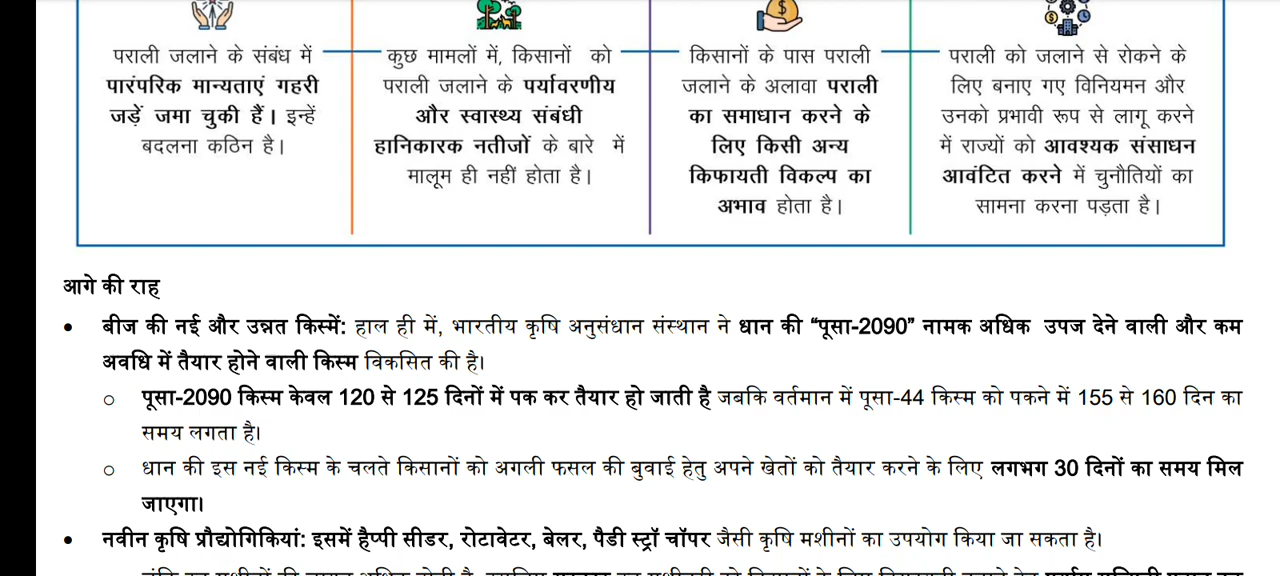 पराली जलाने के संबंध में
पारंपरिक मान्यताएं गहरी
जड़ें जमा चुकी हैं। इन्हें
बदलना कठिन है।
कुछ मामलों में, किसानों को
पराली जलाने के पर्यावरणीय
और स्वास्थ्य संबंधी
हानिकारक नतीजों के बारे में
मालूम ही नहीं होता है।
किसानों के पास पराली
जलाने के अलावा पराली
का समाधान करने के
लिए किसी अन्य
किफायती विकल्प का
अभाव होता है।
पराली को जलाने से रोकने के
लिए बनाए गए विनियमन और
उनको प्रभावी रूप से लागू करने
में राज्यों को आवश्यक संसाधन
आवंटित करने में चुनौतियों का
सामना करना पड़ता है।
आगे की राह
• बीज की नई और उन्नत किस्में: हाल ही में, भारतीय कृषि अनुसंधान संस्थान ने धान की “पूसा-2090” नामक अधिक उपज देने वाली और कम
अवधि में तैयार होने वाली किस्म विकसित की है।
o पूसा-2090 किस्म केवल 120 से 125 दिनों में पक कर तैयार हो जाती है जबकि वर्तमान में पूसा-44 किस्म को पकने में 155 से 160 दिन का
समय लगता है।
o धान की इस नई किस्म के चलते किसानों को अगली फसल की बुवाई हेतु अपने खेतों को तैयार करने के लिए लगभग 30 दिनों का समय मिल
जाएगा।
• नवीन कृषि प्रौद्योगिकियां: इसमें हैप्पी सीडर, रोटावेटर, बेलर, पैडी स्ट्रॉ चॉपर जैसी कृषि मशीनों का उपयोग किया जा सकता है।